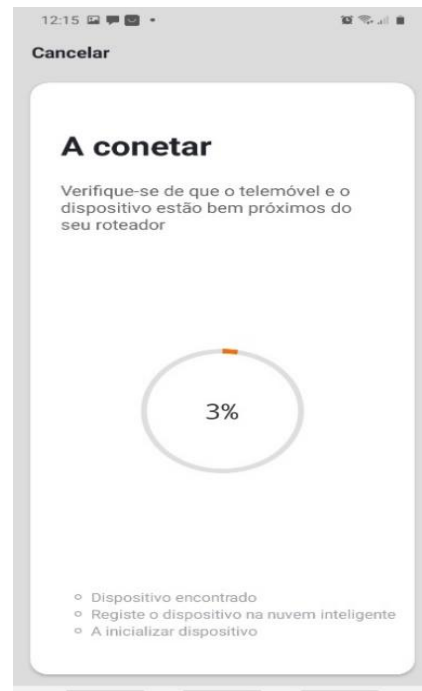 12:15
Cancelar
A conetar
Verifique-se de que o telemóvel e o
dispositivo estão bem próximos do
seu roteador
3%
Dispositivo encontrado
Registe o dispositivo na nuvem inteligente
A inicializar dispositivo